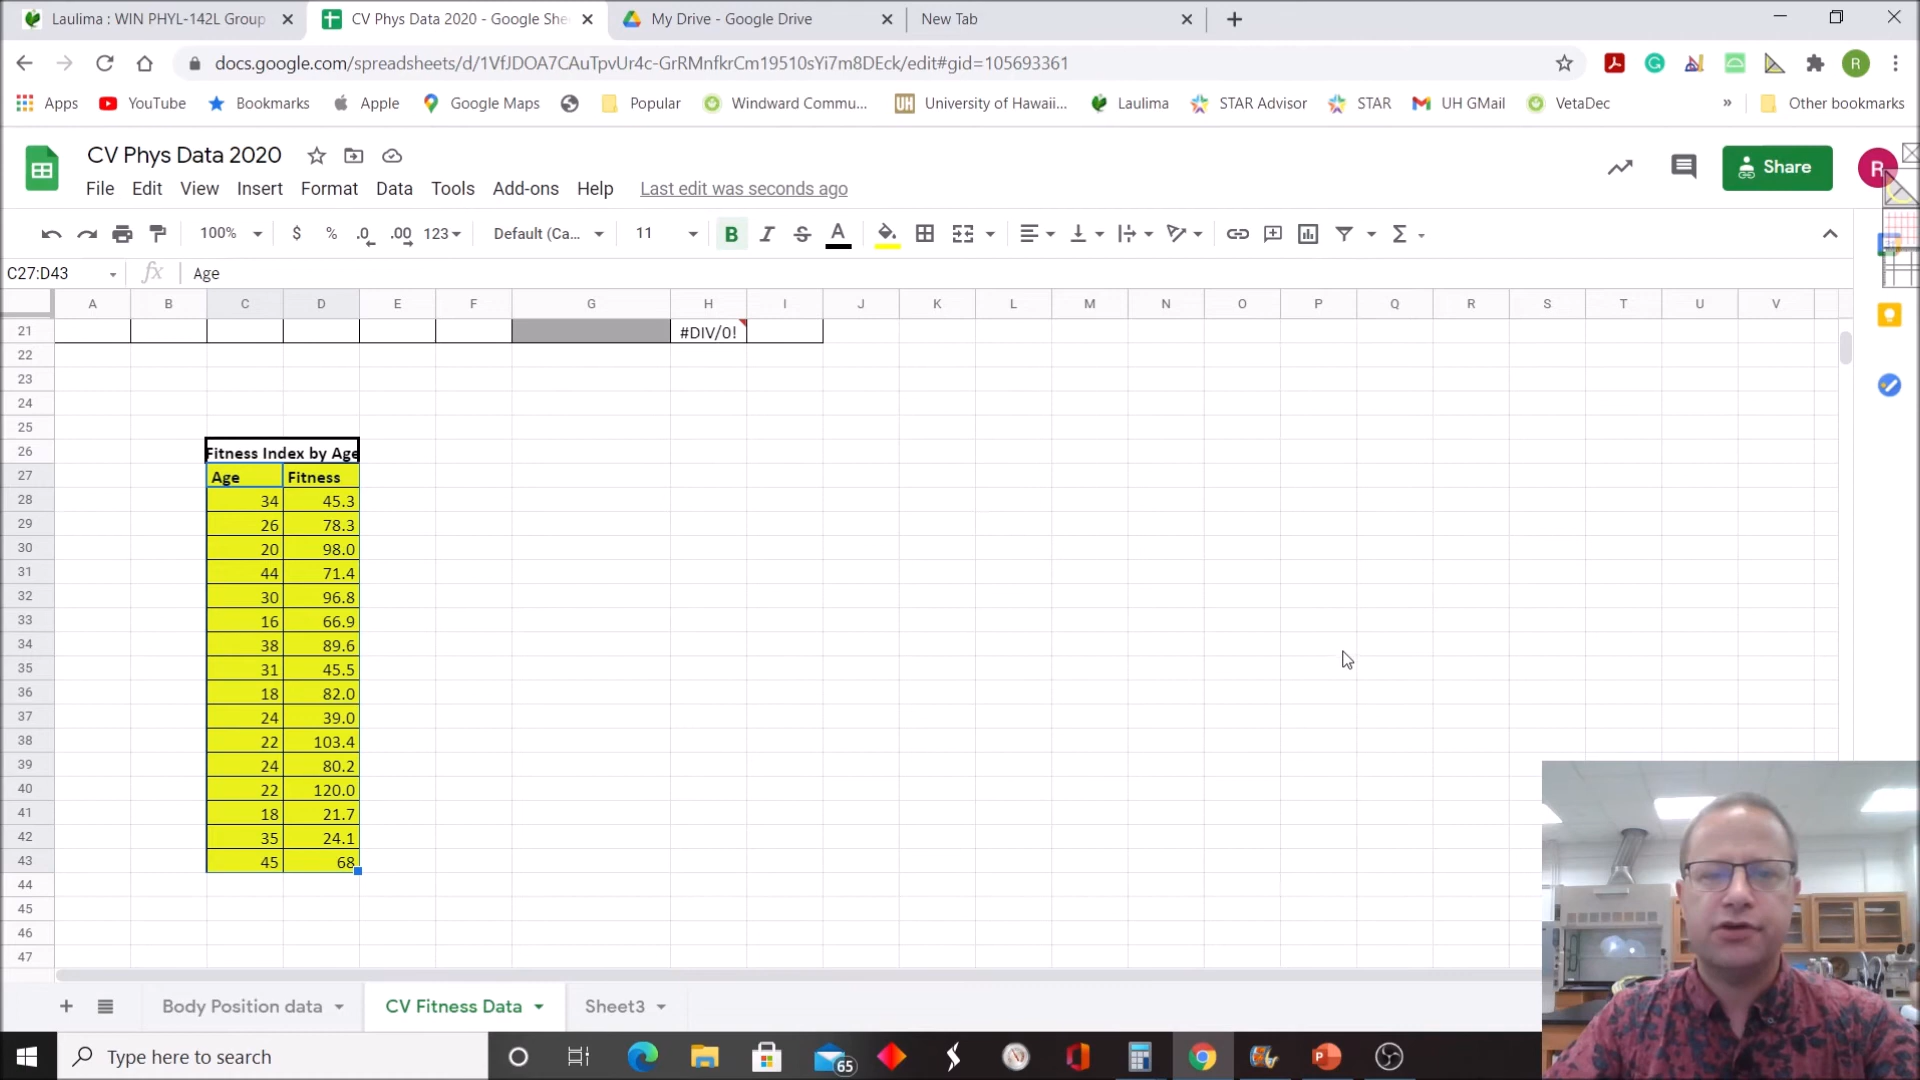 Laulima : WIN PHYL-142L Group
CV Phys Data 2020 - Google She
My Drive - Google Drive
New Tab
docs.google.com/spreadsheets/d/1VfJDOA7CAuTpvUr4c-GrRMnfkrCm19510sYi7m8DEck/edit#gid=105693361
R
Apps YouTube Bookmarks Apple Google Maps Popular Windward Commu... University of Hawaii... Laulima STAR Advisor STAR UH GMail VetaDec » Other bookmarks
CV Phys Data 2020
Share
R
File Edit View Insert Format Data Tools Add-ons Help Last edit was seconds ago
100% $ % .0 .00 123 Default (Ca... 11 B I S A
C27:D43 fx Age
A B C D E F G H I J K L M N O P Q R S T U V
21 #DIV/0!
22
23
24
25
26 Fitness Index by Age
27 Age Fitness
28 34 45.3
29 26 78.3
30 20 98.0
31 44 71.4
32 30 96.8
33 16 66.9
34 38 89.6
35 31 45.5
36 18 82.0
37 24 39.0
38 22 103.4
39 24 80.2
40 22 120.0
41 18 21.7
42 35 24.1
43 45 68
44
45
46
47
Body Position data CV Fitness Data Sheet3
Type here to search
65